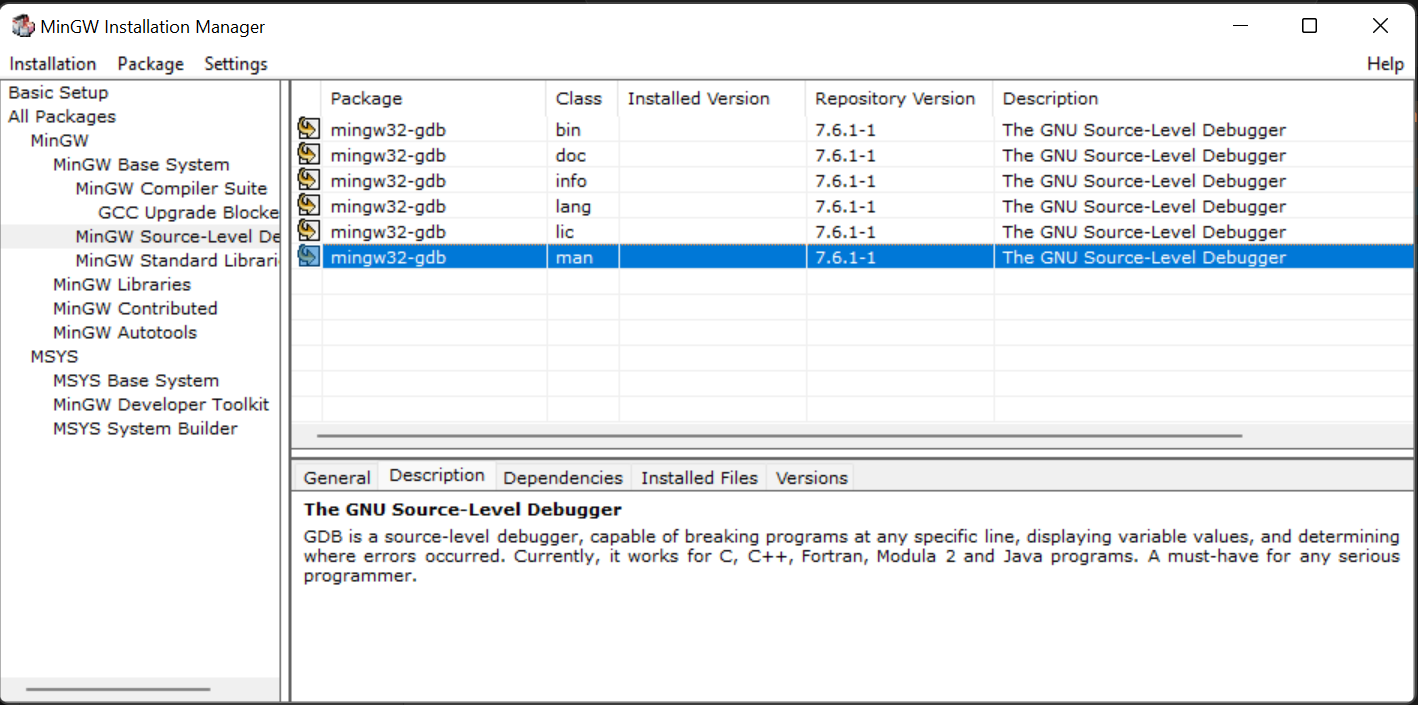 MinGW Installation Manager
Installation Package Settings Help
Basic Setup
All Packages
MinGW
MinGW Base System
MinGW Compiler Suite
GCC Upgrade Blocke
MinGW Source-Level De
MinGW Standard Librari
MinGW Libraries
MinGW Contributed
MinGW Autotools
MSYS
MSYS Base System
MinGW Developer Toolkit
MSYS System Builder
Package Class Installed Version Repository Version Description
mingw32-gdb bin 7.6.1-1 The GNU Source-Level Debugger
mingw32-gdb doc 7.6.1-1 The GNU Source-Level Debugger
mingw32-gdb info 7.6.1-1 The GNU Source-Level Debugger
mingw32-gdb lang 7.6.1-1 The GNU Source-Level Debugger
mingw32-gdb lic 7.6.1-1 The GNU Source-Level Debugger
mingw32-gdb man 7.6.1-1 The GNU Source-Level Debugger
General Description Dependencies Installed Files Versions
The GNU Source-Level Debugger
GDB is a source-level debugger, capable of breaking programs at any specific line, displaying variable values, and determining
where errors occurred. Currently, it works for C, C++, Fortran, Modula 2 and Java programs. A must-have for any serious
programmer.